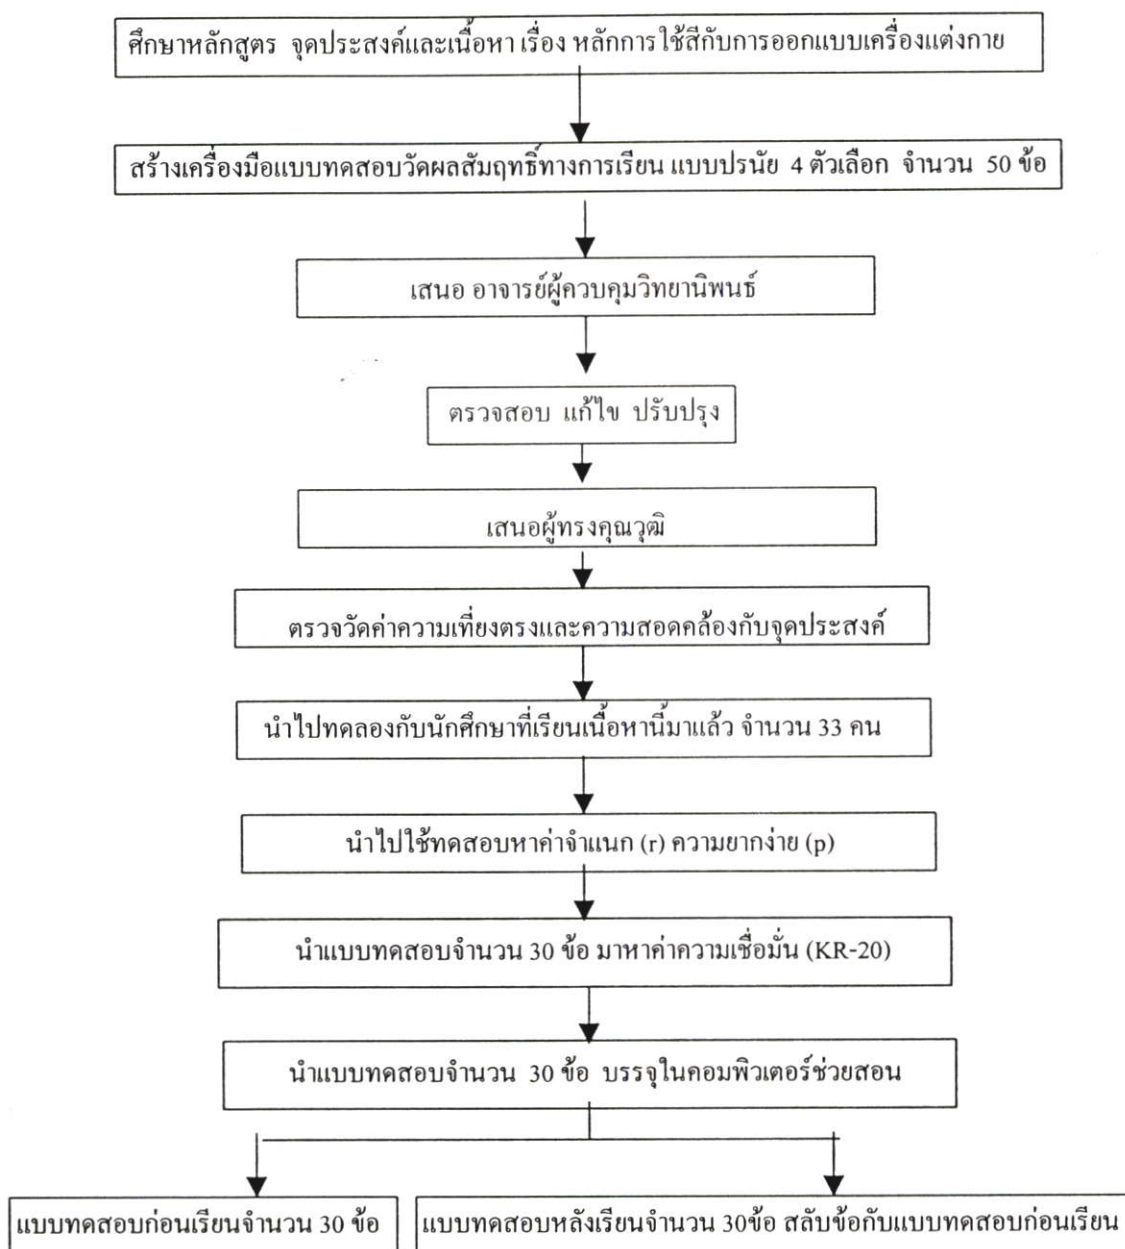 ศึกษาหลักสูตร จุดประสงค์และเนื้อหา เรื่อง หลักการใช้สีกับการออกแบบเครื่องแต่งกาย
สร้างเครื่องมือแบบทดสอบวัดผลสัมฤทธิ์ทางการเรียน แบบปรนัย 4 ตัวเลือก จำนวน 50 ข้อ
เสนอ อาจารย์ผู้ควบคุมวิทยานิพนธ์
ตรวจสอบ แก้ไข ปรับปรุง
เสนอผู้ทรงคุณวุฒิ
ตรวจวัดค่าความเที่ยงตรงและความสอดคล้องกับจุดประสงค์
นำไปทดลองกับนักศึกษาที่เรียนเนื้อหานี้มาแล้ว จำนวน 33 คน
นำไปใช้ทดสอบหาค่าจำแนก (r) ความยากง่าย (p)
นำแบบทดสอบจำนวน 30 ข้อ มาหาค่าความเชื่อมั่น (KR-20)
นำแบบทดสอบจำนวน 30 ข้อ บรรจุในคอมพิวเตอร์ช่วยสอน
แบบทดสอบก่อนเรียนจำนวน 30 ข้อ
แบบทดสอบหลังเรียนจำนวน 30ข้อ สลับข้อกับแบบทดสอบก่อนเรียน